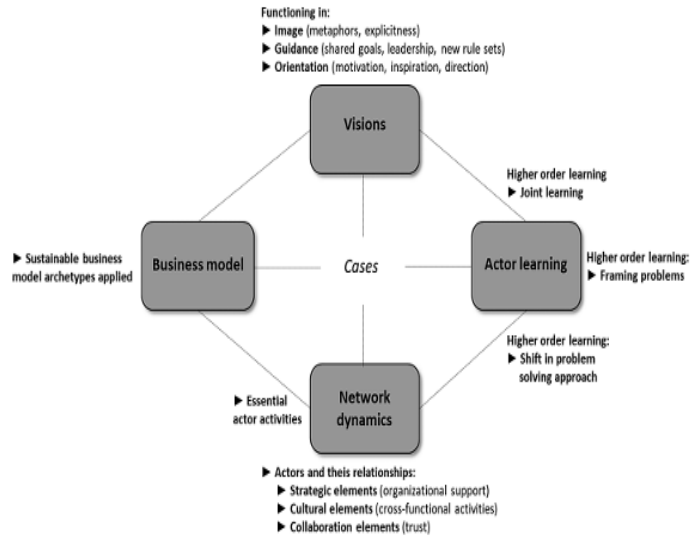 Functioning in:
▶ Image (metaphors, explicitness)
▶ Guidance (shared goals, leadership, new rule sets)
▶ Orientation (motivation, inspiration, direction)
Visions
Higher order learning
▶ Joint learning
▶ Sustainable business
model archetypes applied
Business model
Cases
Actor learning
Higher order learning:
▶ Framing problems
Higher order learning:
▶ Shift in problem
solving approach
▶ Essential
actor activities
Network
dynamics
▶ Actors and theis relationships:
▶ Strategic elements (organizational support)
▶ Cultural elements (cross-functional activities)
▶ Collaboration elements (trust)